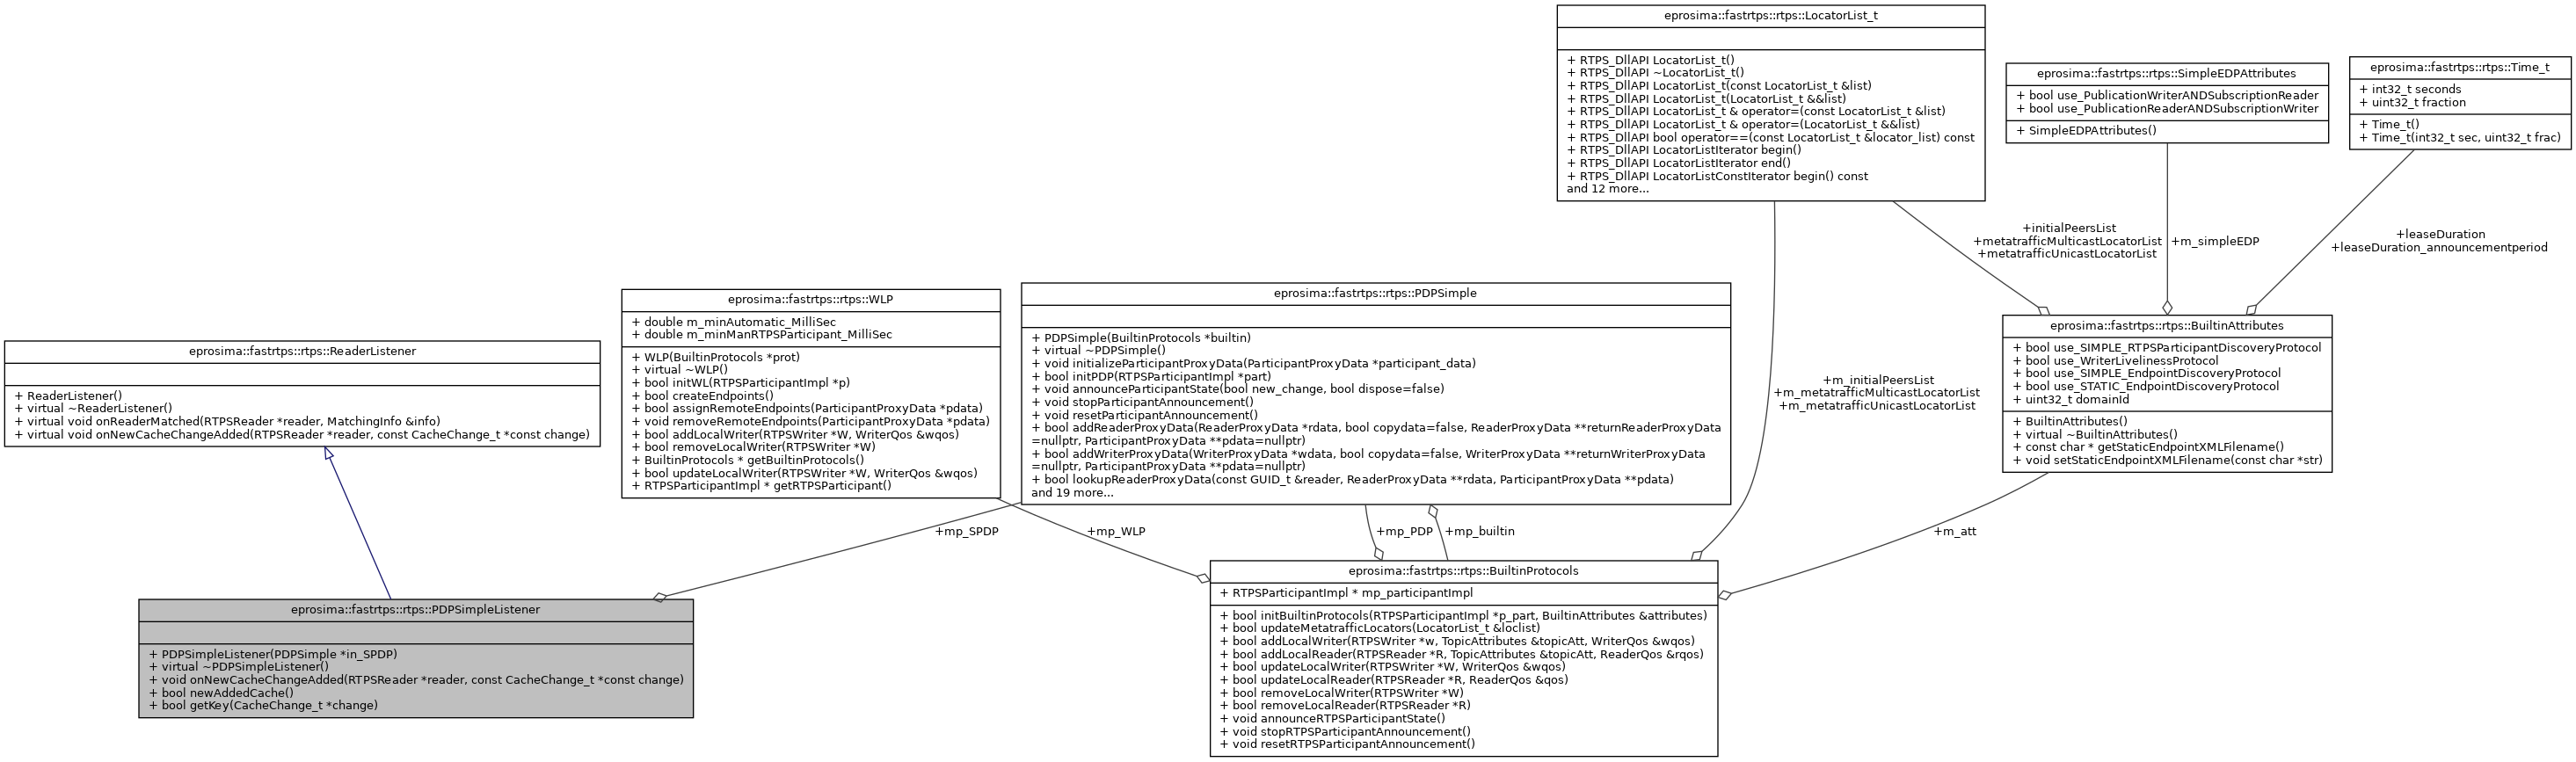 eprosima::fastrtps::rtps::LocatorList_t
+ RTPS_DllAPI LocatorList_t()
+ RTPS_DllAPI ~LocatorList_t()
+ RTPS_DllAPI LocatorList_t(const LocatorList_t &list)
+ RTPS_DllAPI LocatorList_t(LocatorList_t &&list)
+ RTPS_DllAPI LocatorList_t & operator=(const LocatorList_t &list)
+ RTPS_DllAPI LocatorList_t & operator=(LocatorList_t &&list)
+ RTPS_DllAPI bool operator==(const LocatorList_t &locator_list) const
+ RTPS_DllAPI LocatorListIterator begin()
+ RTPS_DllAPI LocatorListIterator end()
+ RTPS_DllAPI LocatorListConstIterator begin() const
and 12 more...
eprosima::fastrtps::rtps::SimpleEDPAttributes
+ bool use_PublicationWriterANDSubscriptionReader
+ bool use_PublicationReaderANDSubscriptionWriter
+ SimpleEDPAttributes()
eprosima::fastrtps::rtps::Time_t
+ int32_t seconds
+ uint32_t fraction
+ Time_t()
+ Time_t(int32_t sec, uint32_t frac)
+initialPeersList
+metatrafficMulticastLocatorList
+metatrafficUnicastLocatorList
+m_simpleEDP
+leaseDuration
+leaseDuration_announcementperiod
eprosima::fastrtps::rtps::ReaderListener
+ ReaderListener()
+ virtual ~ReaderListener()
+ virtual void onReaderMatched(RTPSReader *reader, MatchingInfo &info)
+ virtual void onNewCacheChangeAdded(RTPSReader *reader, const CacheChange_t *const change)
eprosima::fastrtps::rtps::WLP
+ double m_minAutomatic_MilliSec
+ double m_minManRTPSParticipant_MilliSec
+ WLP(BuiltinProtocols *prot)
+ virtual ~WLP()
+ bool initWL(RTPSParticipantImpl *p)
+ bool createEndpoints()
+ bool assignRemoteEndpoints(ParticipantProxyData *pdata)
+ void removeRemoteEndpoints(ParticipantProxyData *pdata)
+ bool addLocalWriter(RTPSWriter *W, WriterQos &wqos)
+ bool removeLocalWriter(RTPSWriter *W)
+ BuiltinProtocols * getBuiltinProtocols()
+ bool updateLocalWriter(RTPSWriter *W, WriterQos &wqos)
+ RTPSParticipantImpl * getRTPSParticipant()
eprosima::fastrtps::rtps::PDPSimple
+ PDPSimple(BuiltinProtocols *builtin)
+ virtual ~PDPSimple()
+ void initializeParticipantProxyData(ParticipantProxyData *participant_data)
+ bool initPDP(RTPSParticipantImpl *part)
+ void announceParticipantState(bool new_change, bool dispose=false)
+ void stopParticipantAnnouncement()
+ void resetParticipantAnnouncement()
+ bool addReaderProxyData(ReaderProxyData *rdata, bool copydata=false, ReaderProxyData **returnReaderProxyData
=nullptr, ParticipantProxyData **pdata=nullptr)
+ bool addWriterProxyData(WriterProxyData *wdata, bool copydata=false, WriterProxyData **returnWriterProxyData
=nullptr, ParticipantProxyData **pdata=nullptr)
+ bool lookupReaderProxyData(const GUID_t &reader, ReaderProxyData **rdata, ParticipantProxyData **pdata)
and 19 more...
+m_initialPeersList
+m_metatrafficMulticastLocatorList
+m_metatrafficUnicastLocatorList
eprosima::fastrtps::rtps::BuiltinAttributes
+ bool use_SIMPLE_RTPSParticipantDiscoveryProtocol
+ bool use_WriterLivelinessProtocol
+ bool use_SIMPLE_EndpointDiscoveryProtocol
+ bool use_STATIC_EndpointDiscoveryProtocol
+ uint32_t domainId
+ BuiltinAttributes()
+ virtual ~BuiltinAttributes()
+ const char * getStaticEndpointXMLFilename()
+ void setStaticEndpointXMLFilename(const char *str)
+mp_SPDP
+mp_WLP
+mp_PDP
+mp_builtin
+m_att
eprosima::fastrtps::rtps::PDPSimpleListener
+ PDPSimpleListener(PDPSimple *in_SPDP)
+ virtual ~PDPSimpleListener()
+ void onNewCacheChangeAdded(RTPSReader *reader, const CacheChange_t *const change)
+ bool newAddedCache()
+ bool getKey(CacheChange_t *change)
eprosima::fastrtps::rtps::BuiltinProtocols
+ RTPSParticipantImpl * mp_participantImpl
+ bool initBuiltinProtocols(RTPSParticipantImpl *p_part, BuiltinAttributes &attributes)
+ bool updateMetatrafficLocators(LocatorList_t &loclist)
+ bool addLocalWriter(RTPSWriter *w, TopicAttributes &topicAtt, WriterQos &wqos)
+ bool addLocalReader(RTPSReader *R, TopicAttributes &topicAtt, ReaderQos &rqos)
+ bool updateLocalWriter(RTPSWriter *W, WriterQos &wqos)
+ bool updateLocalReader(RTPSReader *R, ReaderQos &qos)
+ bool removeLocalWriter(RTPSWriter *W)
+ bool removeLocalReader(RTPSReader *R)
+ void announceRTPSParticipantState()
+ void stopRTPSParticipantAnnouncement()
+ void resetRTPSParticipantAnnouncement()